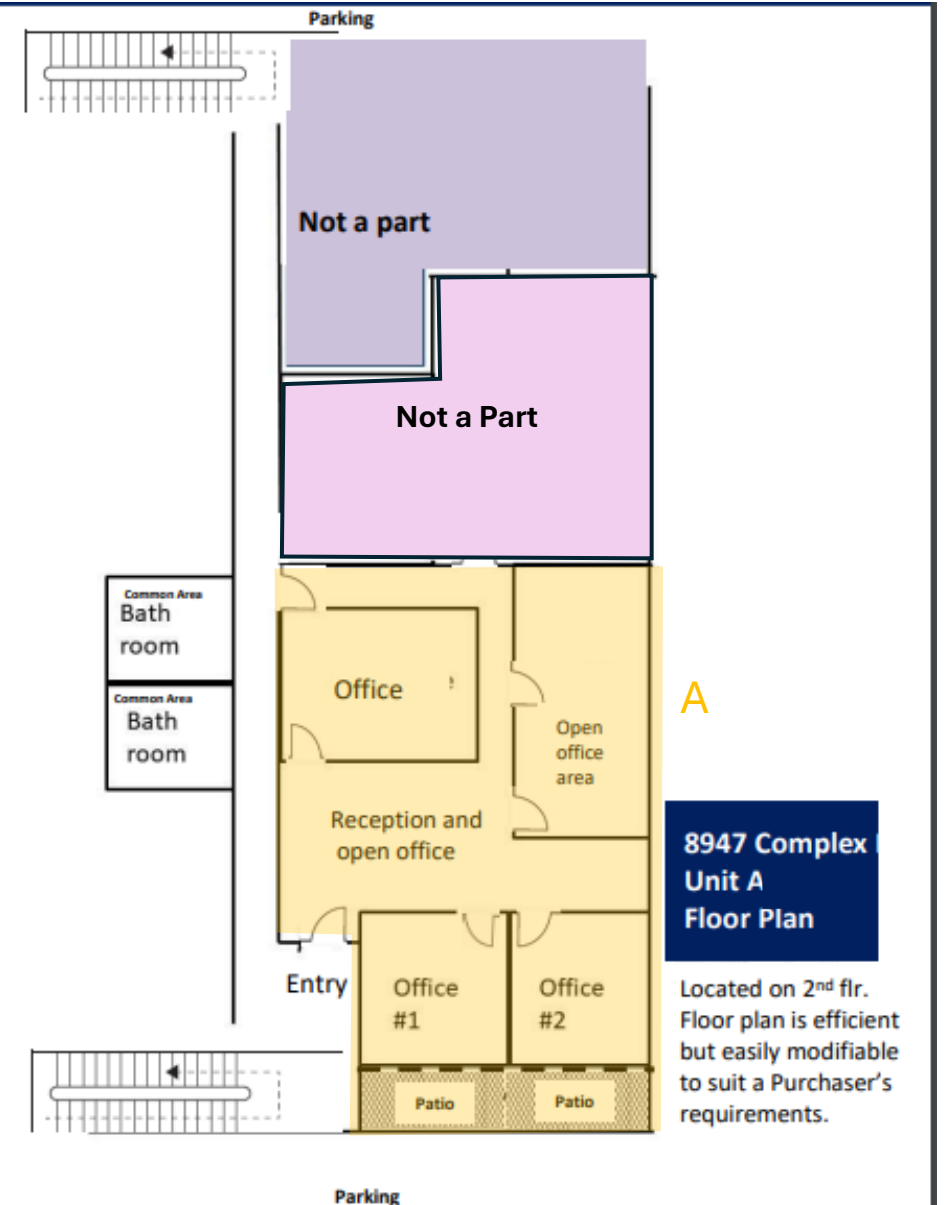 Parking
Not a part
Not a Part
Common Area
Bath
room
Common Area
Bath
room
Office
Open
office
area
A
Reception and
open office
8947 Complex
Unit A
Floor Plan
Entry
Office
#1
Office
#2
Located on 2nd flr.
Floor plan is efficient
but easily modifiable
to suit a Purchaser's
requirements.
Patio
Patio
Parking